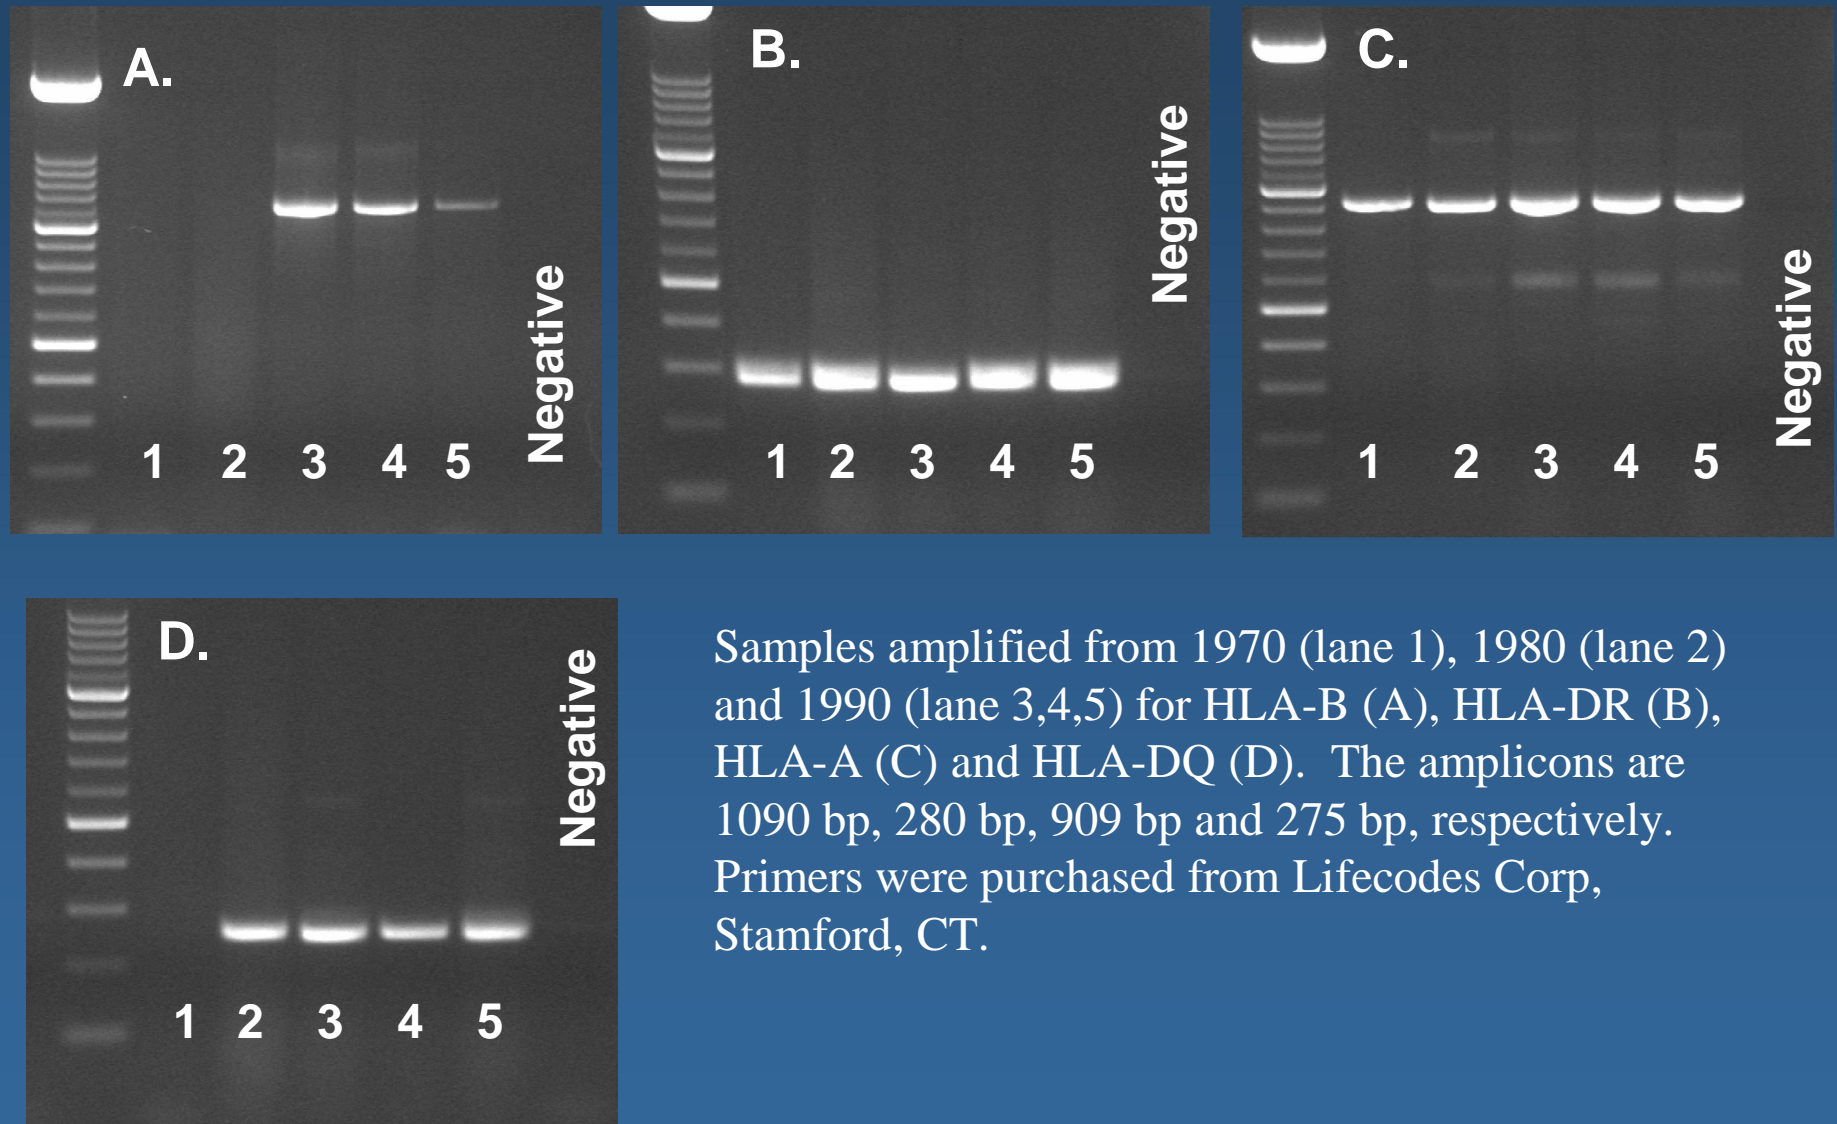 A.
Negative
1 2 3 4 5
B.
Negative
1 2 3 4 5
C.
Negative
1 2 3 4 5
D.
Negative
1 2 3 4 5
Samples amplified from 1970 (lane 1), 1980 (lane 2)
and 1990 (lane 3,4,5) for HLA-B (A), HLA-DR (B),
HLA-A (C) and HLA-DQ (D).  The amplicons are
1090 bp, 280 bp, 909 bp and 275 bp, respectively.
Primers were purchased from Lifecodes Corp,
Stamford, CT.